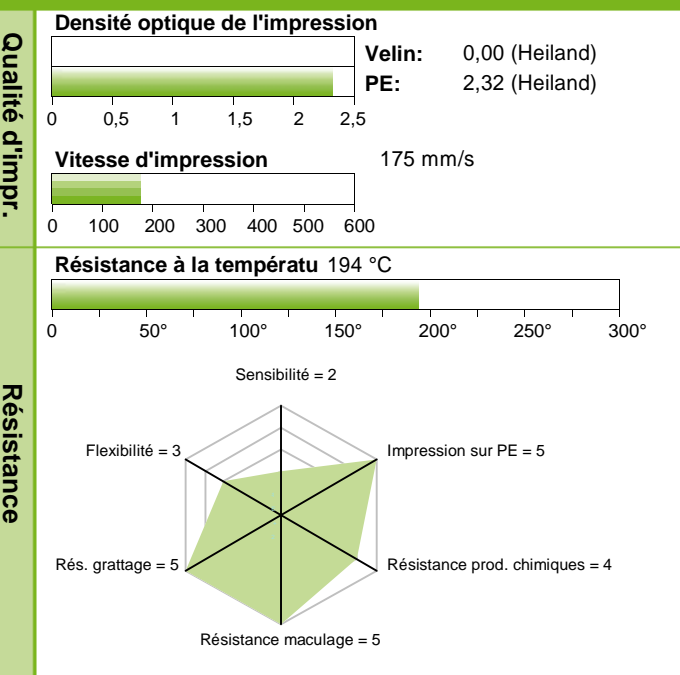 Qualité d'impr.
Densité optique de l'impression
Velin: 0,00 (Heiland)
PE: 2,32 (Heiland)
0 0,5 1 1,5 2 2,5
Vitesse d'impression 175 mm/s
0 100 200 300 400 500 600
Résistance
Résistance à la températu 194 °C
0 50° 100° 150° 200° 250° 300°
Sensibilité = 2
Flexibilité = 3
Impression sur PE = 5
Rés. grattage = 5
Résistance prod. chimiques = 4
Résistance maculage = 5